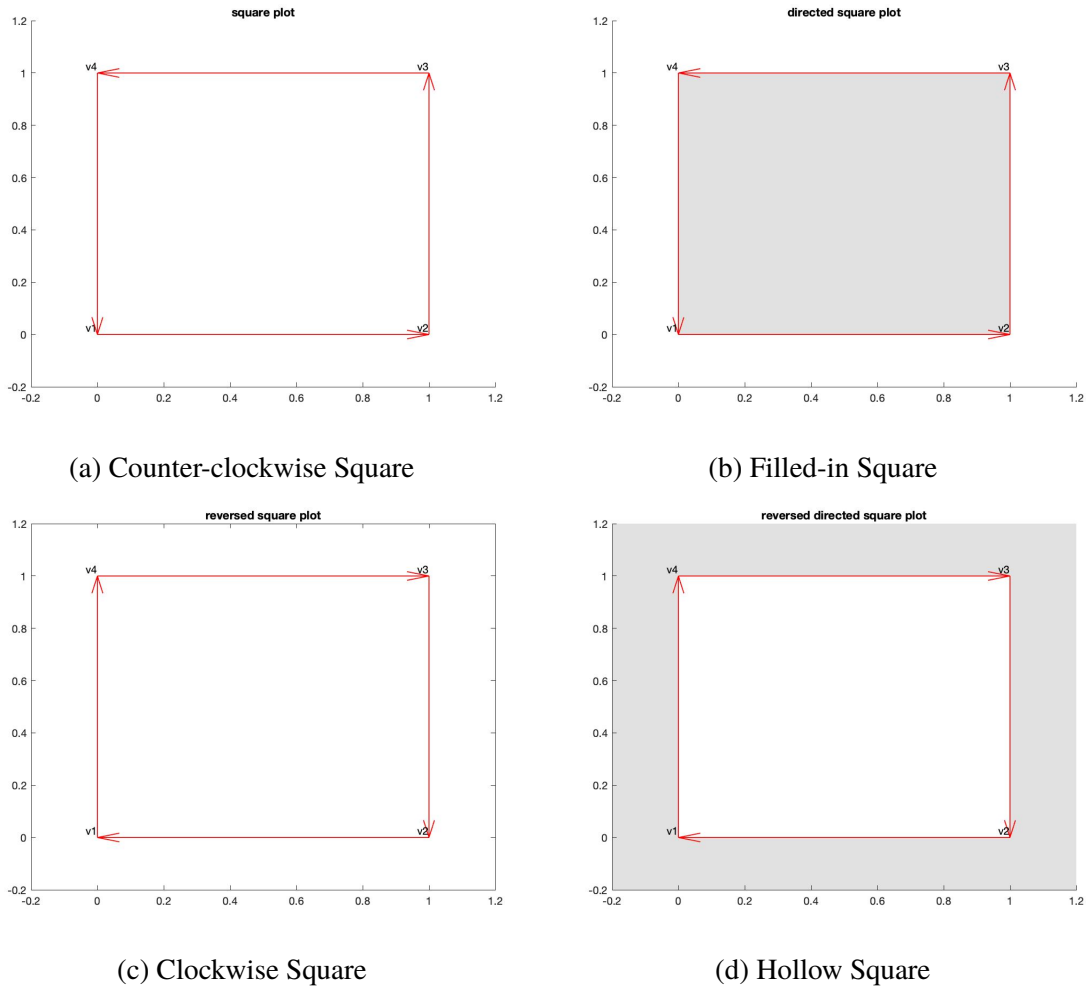 square plot
1.2
v4
v3
1
0.8
0.6
0.4
0.2
v1
v2
0
-0.2
-0.2 0 0.2 0.4 0.6 0.8 1 1.2
(a) Counter-clockwise Square
directed square plot
1.2
v4
v3
1
0.8
0.6
0.4
0.2
v1
v2
0
-0.2
-0.2 0 0.2 0.4 0.6 0.8 1 1.2
(b) Filled-in Square
reversed square plot
1.2
v4
v3
1
0.8
0.6
0.4
0.2
v1
v2
0
-0.2
-0.2 0 0.2 0.4 0.6 0.8 1 1.2
(c) Clockwise Square
reversed directed square plot
1.2
v4
v3
1
0.8
0.6
0.4
0.2
v1
v2
0
-0.2
-0.2 0 0.2 0.4 0.6 0.8 1 1.2
(d) Hollow Square